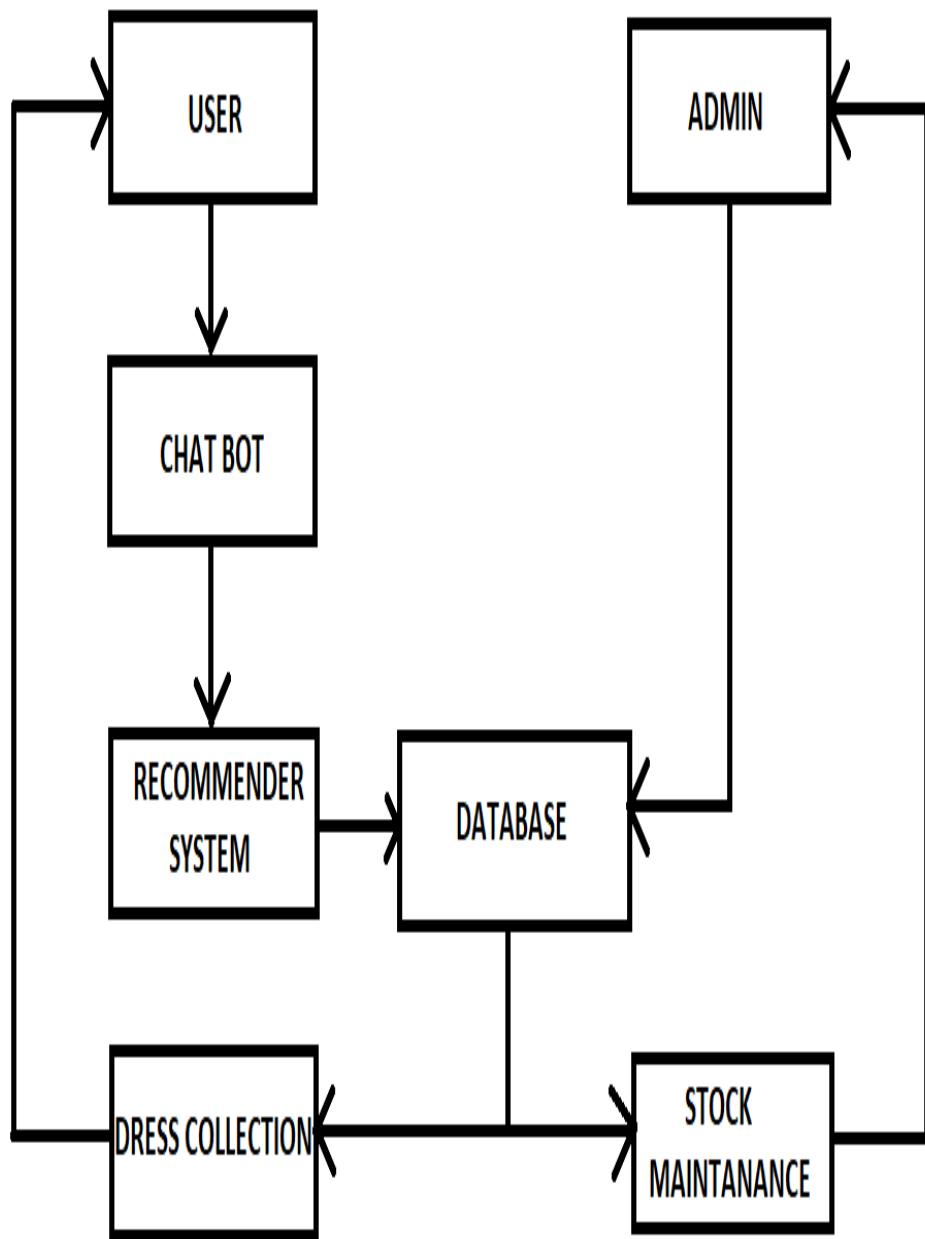 USER
ADMIN
CHAT BOT
RECOMMENDER
SYSTEM
DATABASE
DRESS COLLECTION
STOCK
MAINTANANCE